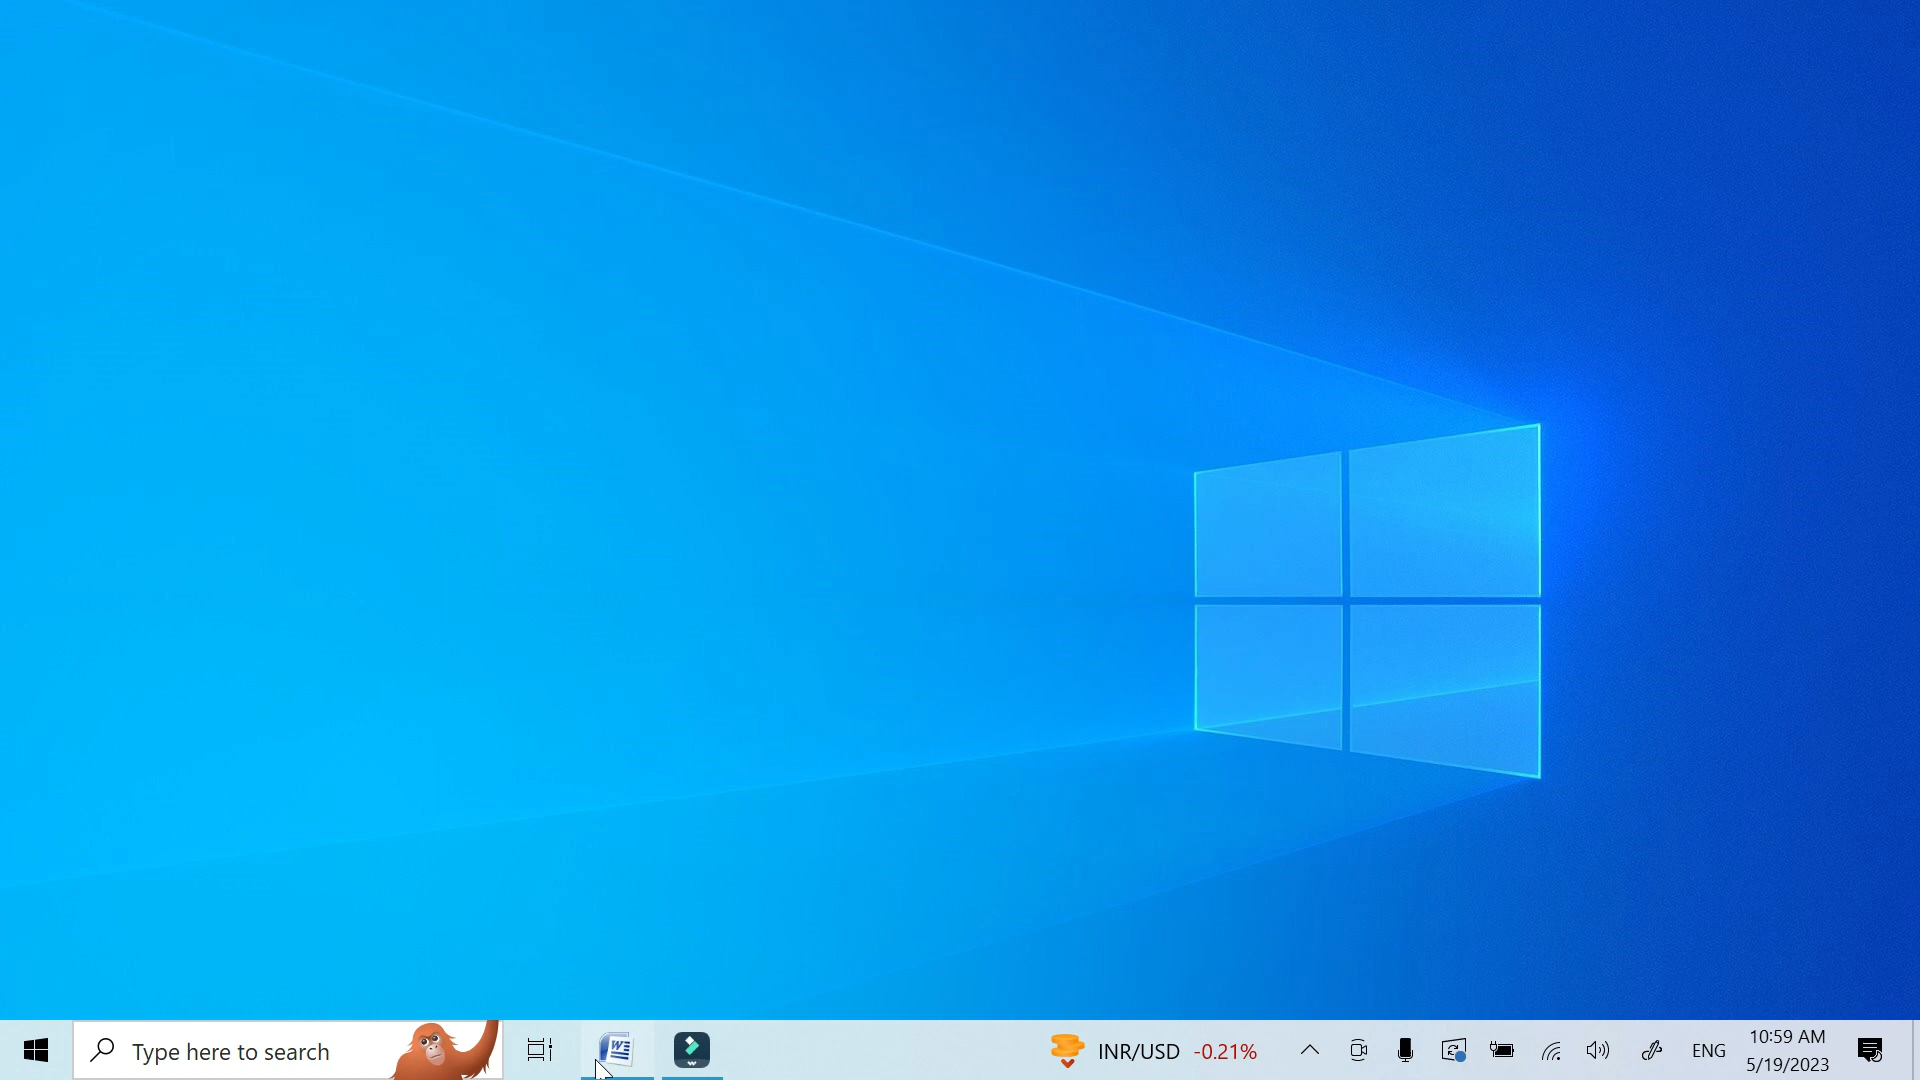 Type here to search
W
INR/USD -0.21%
ENG
10:59 AM
5/19/2023